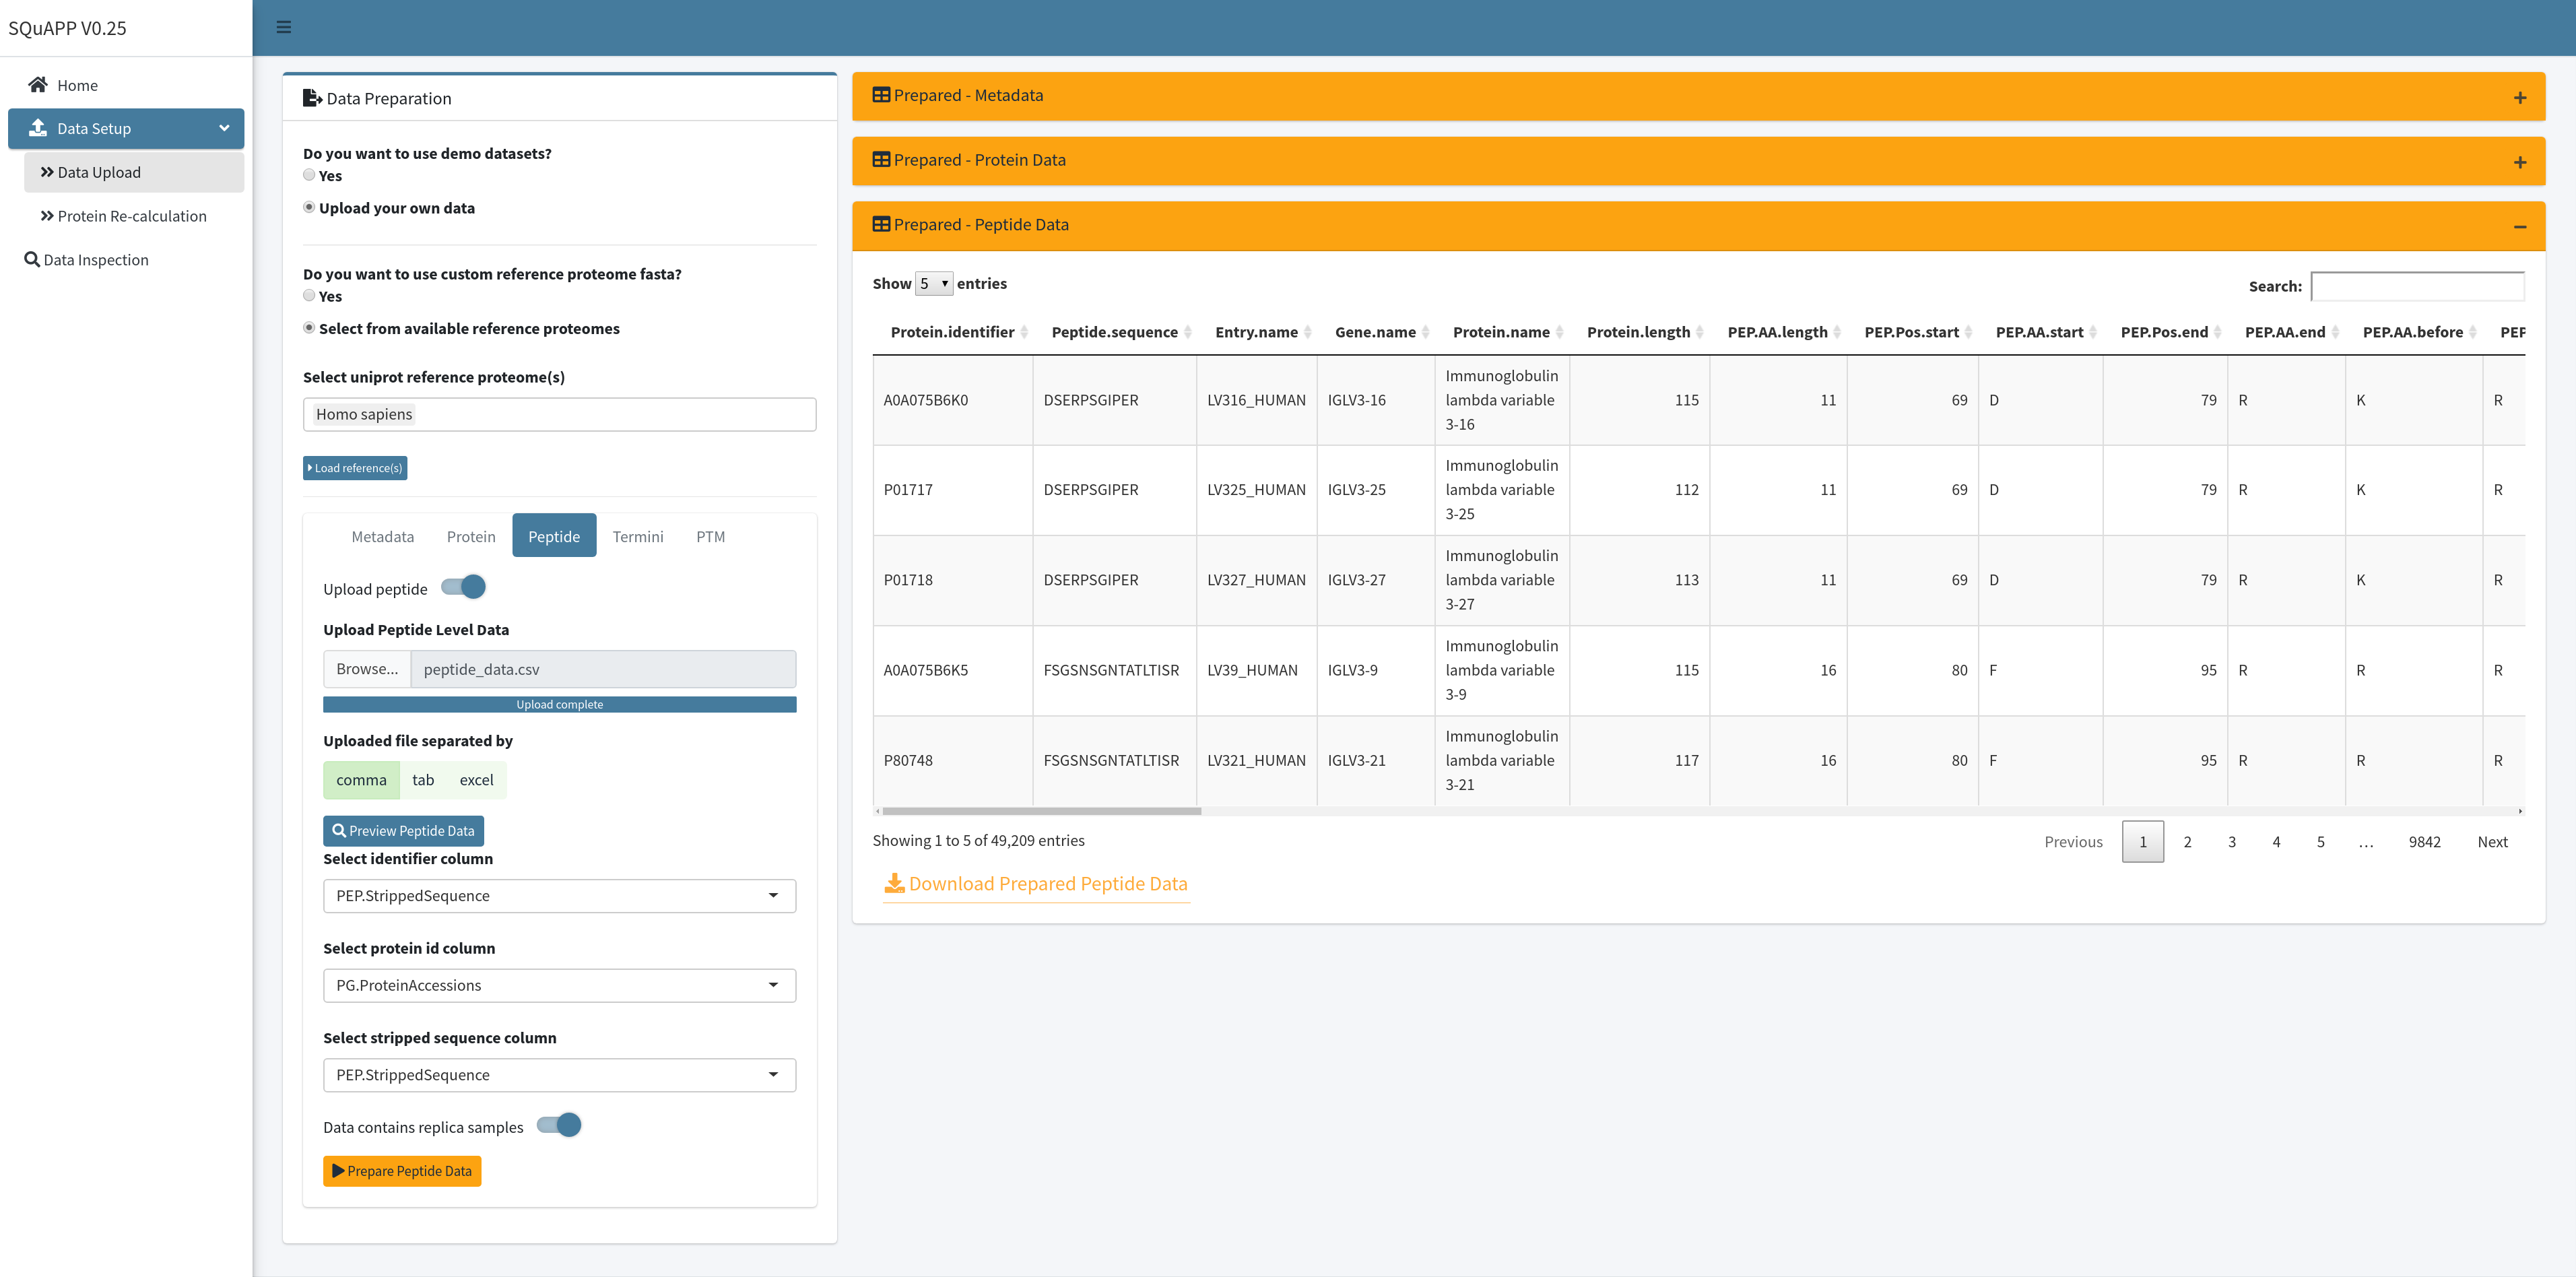 SQuAPP V0.25
Home
Data Setup
Data Upload
Protein Re-calculation
Data Inspection
Data Preparation
Do you want to use demo datasets?
Yes
Upload your own data
Do you want to use custom reference proteome fasta?
Yes
Select from available reference proteomes
Select uniprot reference proteome(s)
Homo sapiens
Load reference(s)
Metadata Protein Peptide Termini PTM
Upload peptide
Upload Peptide Level Data
Browse... peptide_data.csv
Upload complete
Uploaded file separated by
comma tab excel
Preview Peptide Data
Select identifier column
PEP.StrippedSequence
Select protein id column
PG.ProteinAccessions
Select stripped sequence column
PEP.StrippedSequence
Data contains replica samples
Prepare Peptide Data
Prepared - Metadata
Prepared - Protein Data
Prepared - Peptide Data
Show 5 entries
Search:
Protein.identifier Peptide.sequence Entry.name Gene.name Protein.name Protein.length PEP.AA.length PEP.Pos.start PEP.AA.start PEP.Pos.end PEP.AA.end PEP.AA.before PEP
A0A075B6K0 DSERPSGIPER LV316_HUMAN IGLV3-16 Immunoglobulin lambda variable 3-16 115 11 69 D 79 R K R
P01717 DSERPSGIPER LV325_HUMAN IGLV3-25 Immunoglobulin lambda variable 3-25 112 11 69 D 79 R K R
P01718 DSERPSGIPER LV327_HUMAN IGLV3-27 Immunoglobulin lambda variable 3-27 113 11 69 D 79 R K R
A0A075B6K5 FSGSNSGNTATLTISR LV39_HUMAN IGLV3-9 Immunoglobulin lambda variable 3-9 115 16 80 F 95 R R R
P80748 FSGSNSGNTATLTISR LV321_HUMAN IGLV3-21 Immunoglobulin lambda variable 3-21 117 16 80 F 95 R R R
Showing 1 to 5 of 49,209 entries
Previous 1 2 3 4 5 … 9842 Next
Download Prepared Peptide Data